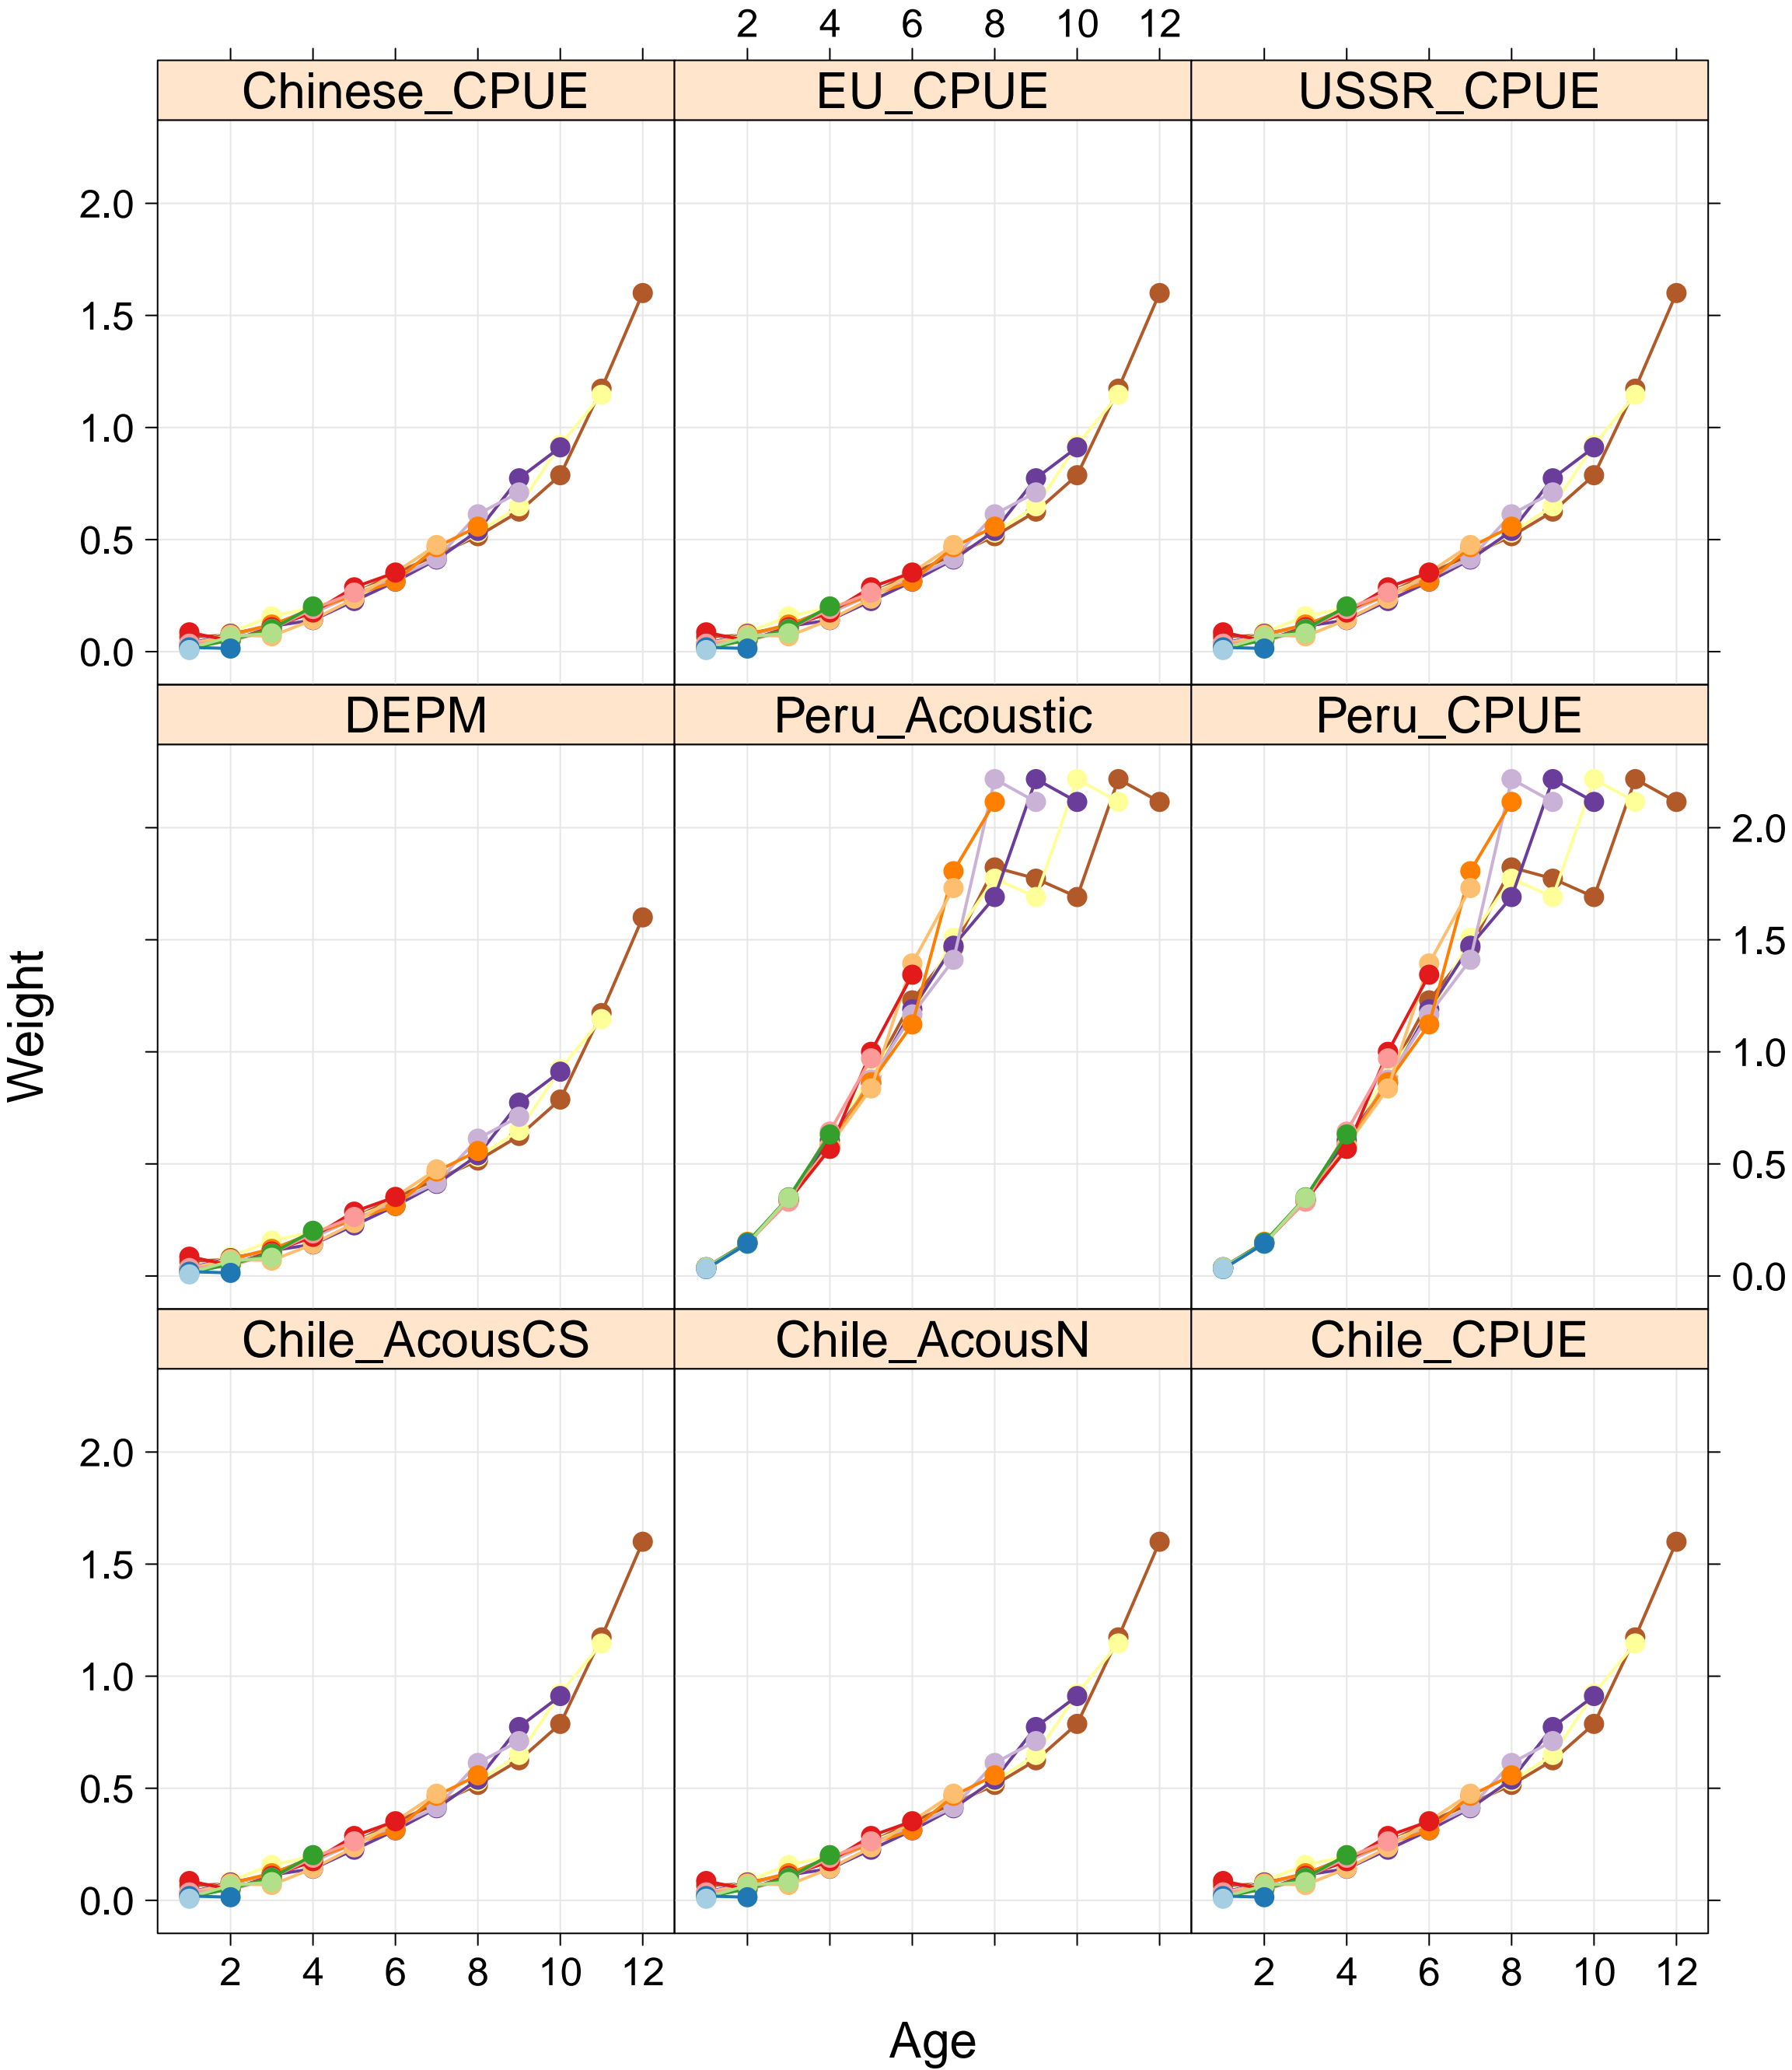 2 4 6 8 10 12
Chinese_CPUE EU_CPUE USSR_CPUE
2.0
1.5
1.0
0.5
0.0
DEPM Peru_Acoustic Peru_CPUE
2.0
1.5
1.0
0.5
0.0
Weight
Chile_AcousCS Chile_AcousN Chile_CPUE
2.0
1.5
1.0
0.5
0.0
2 4 6 8 10 12 2 4 6 8 10 12
Age